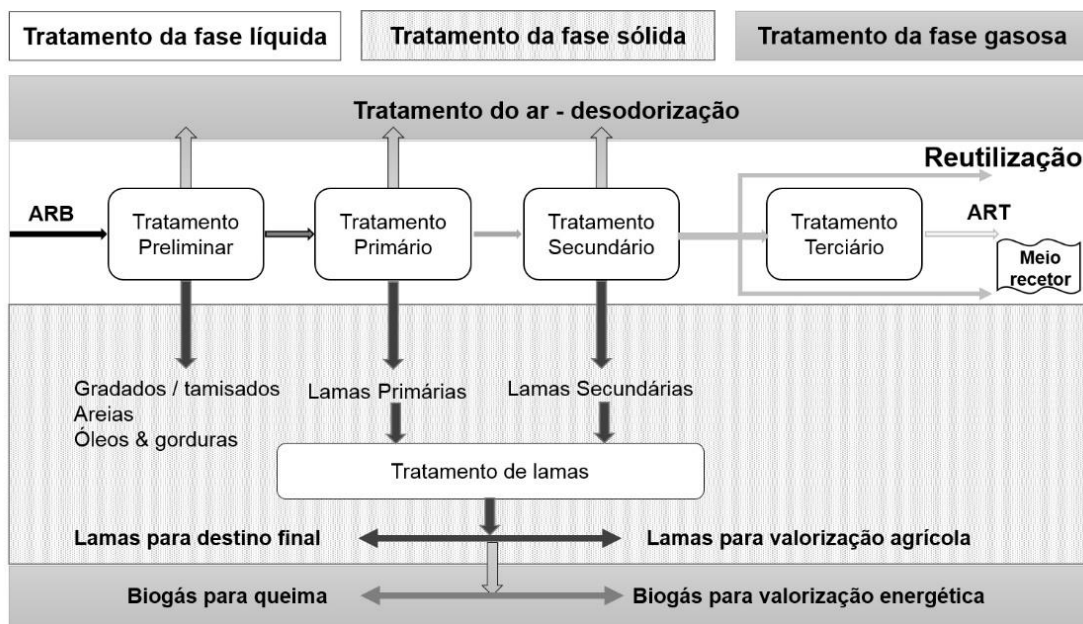 Tratamento da fase líquida
Tratamento da fase sólida
Tratamento da fase gasosa
Tratamento do ar - desodorização
Reutilização
ARB
Tratamento
Preliminar
Tratamento
Primário
Tratamento
Secundário
Tratamento
Terciário
ART
Meio
recetor
Gradados / tamisados
Areias
Óleos & gorduras
Lamas Primárias
Lamas Secundárias
Tratamento de lamas
Lamas para destino final
Lamas para valorização agrícola
Biogás para queima
Biogás para valorização energética